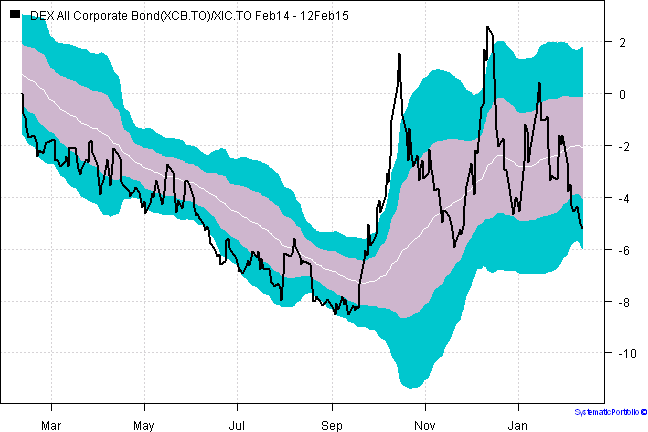 DEX All Corporate Bond(XCB.TO)/XIC.TO Feb14 - 12Feb15
2
0
-2
-4
-6
-8
-10
Mar May Jul Sep Nov Jan
SystematicPortfolio ©